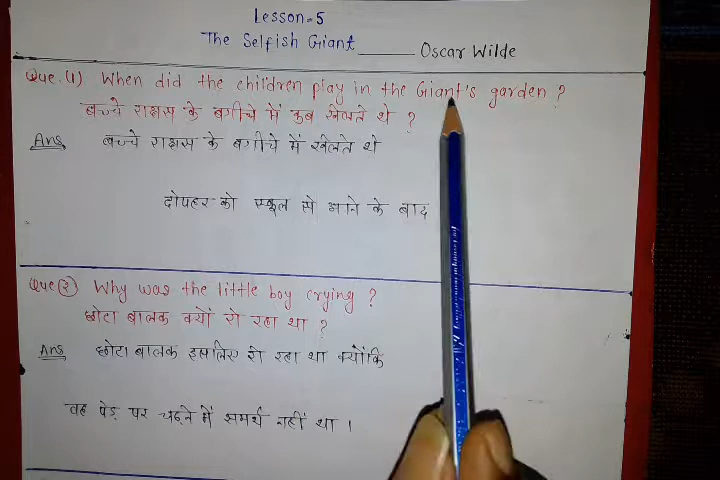 Lesson-5
The Selfish Giant ______ Oscar Wilde
Que.(1) When did the children play in the Giant's garden ?
बच्चे राक्षस के बगीचे में कब खेलते थे ?
Ans बच्चे राक्षस के बगीचे में खेलते थे
दोपहर को स्कूल से आने के बाद
Que(२) Why was the little boy crying ?
छोटा बालक क्यों रो रहा था ?
Ans छोटा बालक इसलिए रो रहा था क्योंकि
वह पेड़ पर चढ़ने में समर्थ नहीं था ।